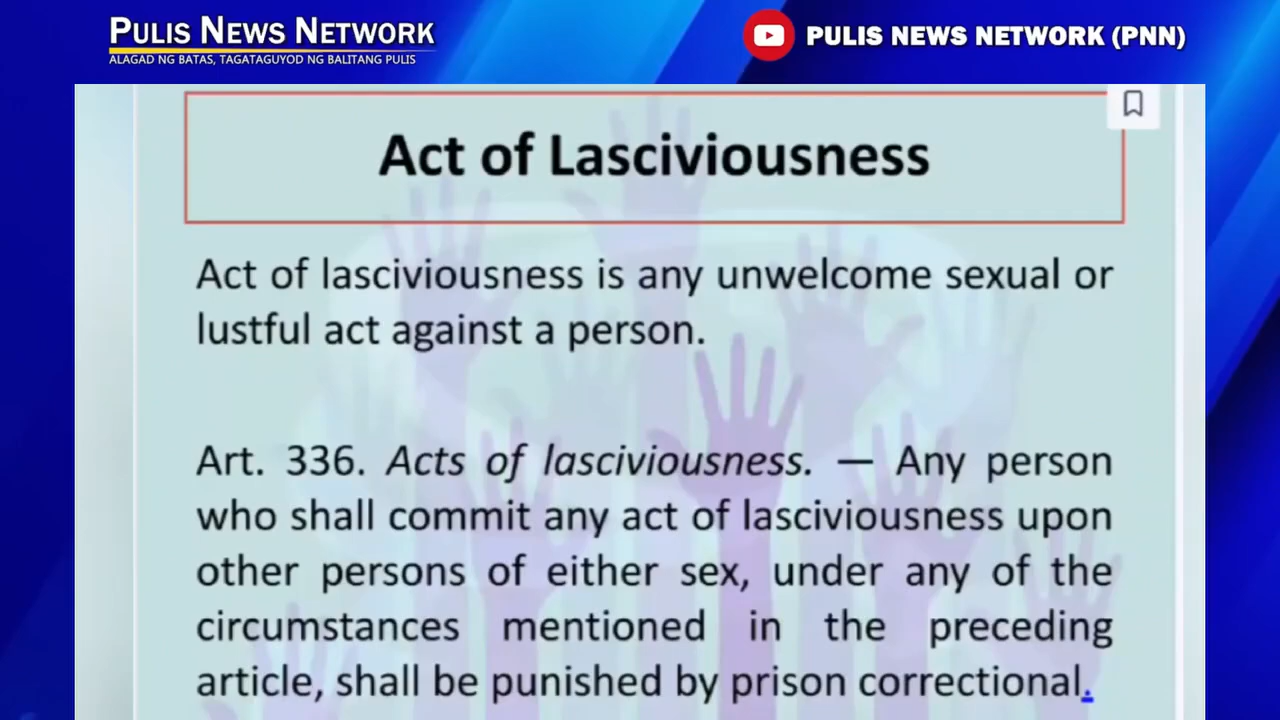 PULIS NEWS NETWORK
ALAGAD NG BATAS, TAGATAGUYOD NG BALITANG PULIS
PULIS NEWS NETWORK (PNN)
Act of Lasciviousness
Act of lasciviousness is any unwelcome sexual or
lustful act against a person.
Art. 336. Acts of lasciviousness. — Any person
who shall commit any act of lasciviousness upon
other persons of either sex, under any of the
circumstances mentioned in the preceding
article, shall be punished by prison correctional.